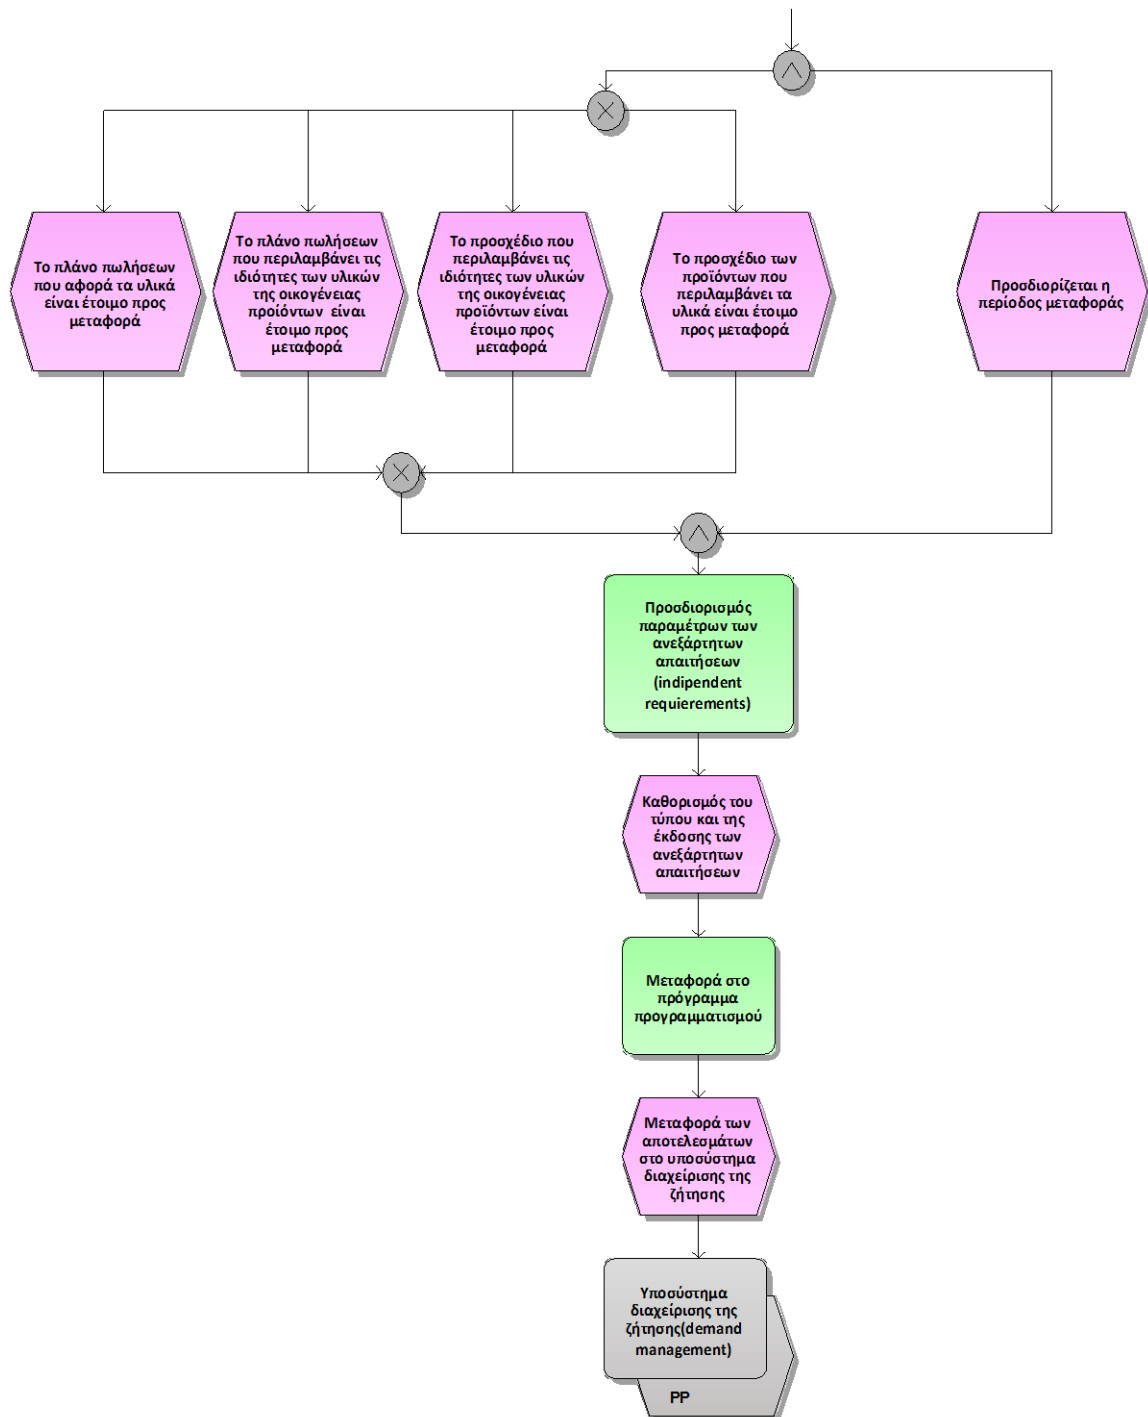 Το πλάνο πωλήσεων
που αφορά τα υλικά
είναι έτοιμο προς
μεταφορά
Το πλάνο πωλήσεων
που περιλαμβάνει τις
ιδιότητες των υλικών
της οικογένειας
προίόντων είναι
έτοιμο προς
μεταφορά
Το προσχέδιο που
περιλαμβάνει τις
ιδιότητες των υλικών
της οικογένειας
προϊόντων είναι
έτοιμο προς
μεταφορά
Το προσχέδιο των
προϊόντων που
περιλαμβάνει τα
υλικά είναι έτοιμο
προς μεταφορά
Προσδιορίζεται η
περίοδος μεταφοράς
Προσδιορισμός
παραμέτρων των
ανεξάρτητων
απαιτήσεων
(indipendent
requierements)
Καθορισμός του
τύπου και της
έκδοσης των
ανεξάρτητων
απαιτήσεων
Μεταφορά στο
πρόγραμμα
προγραμματισμού
Μεταφορά των
αποτελεσμάτων
στο υποσύστημα
διαχείρισης της
ζήτησης
Υποσύστημα
διαχείρισης της
ζήτησης(demand
management)
PP